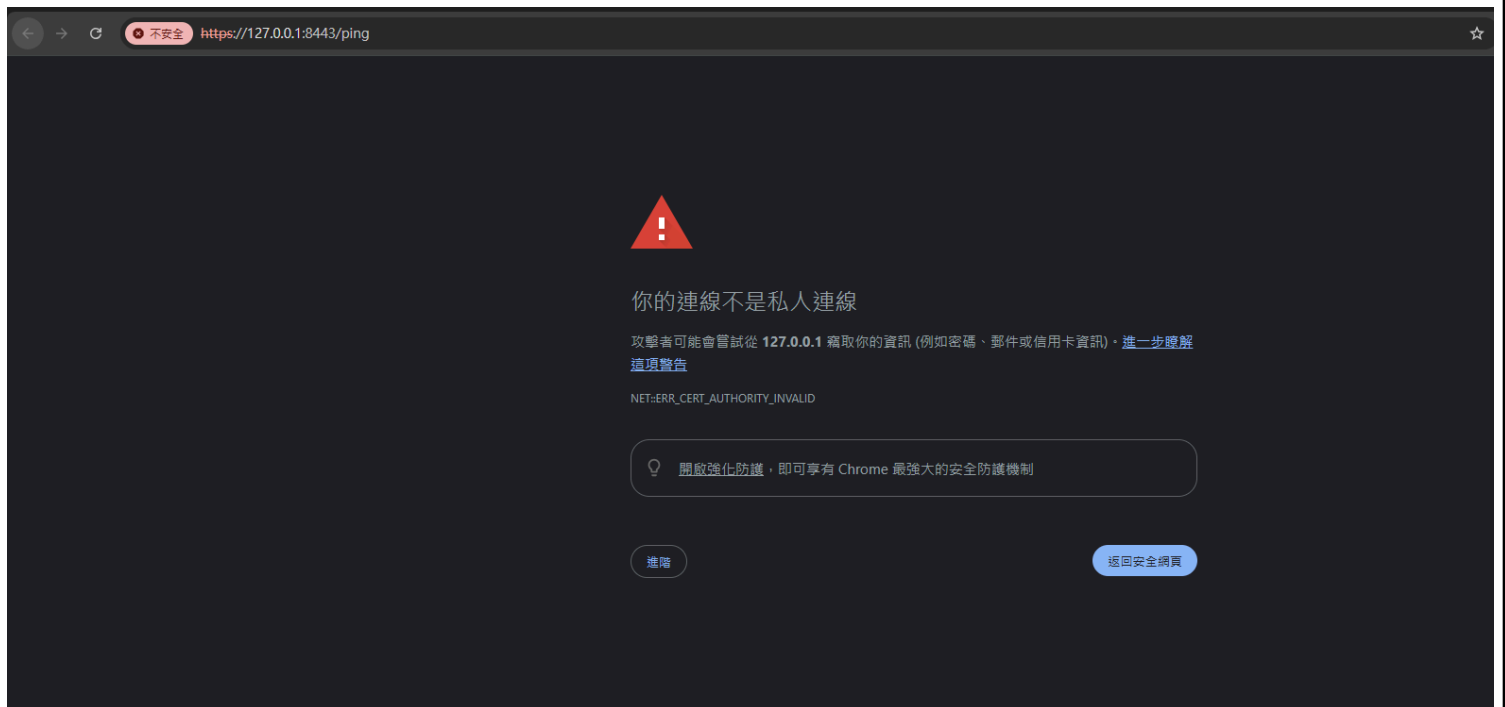 不安全 https://127.0.0.1:8443/ping
你的連線不是私人連線
攻擊者可能會嘗試從 127.0.0.1 竊取你的資訊 (例如密碼、郵件或信用卡資訊)。進一步瞭解
這項警告
NET::ERR_CERT_AUTHORITY_INVALID
開啟強化防護，即可享有 Chrome 最強大的安全防護機制
進階
返回安全網頁